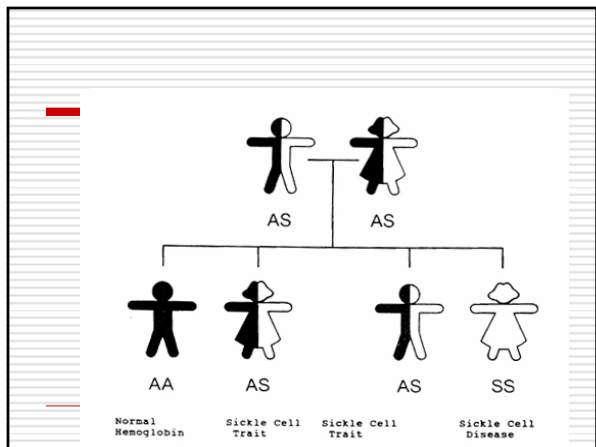 AS AS
AA AS AS SS
Normal Sickle Cell Sickle Cell Sickle Cell
Hemoglobin Trait Trait Disease